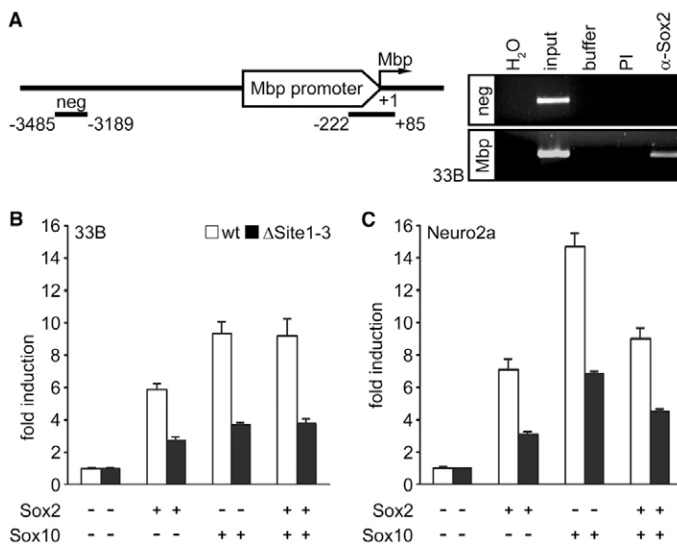 A
Mbp
Mbp promoter
+1
neg
-3485 -3189 -222 +85
H2O input buffer PI α-Sox2
neg
Mbp
33B
B 33B
wt ΔSite1-3
fold induction
16
14
12
10
8
6
4
2
0
Sox2 - - + + - - + +
Sox10 - - - - + + + +
C Neuro2a
fold induction
16
14
12
10
8
6
4
2
0
Sox2 - - + + - - + +
Sox10 - - - - + + + +